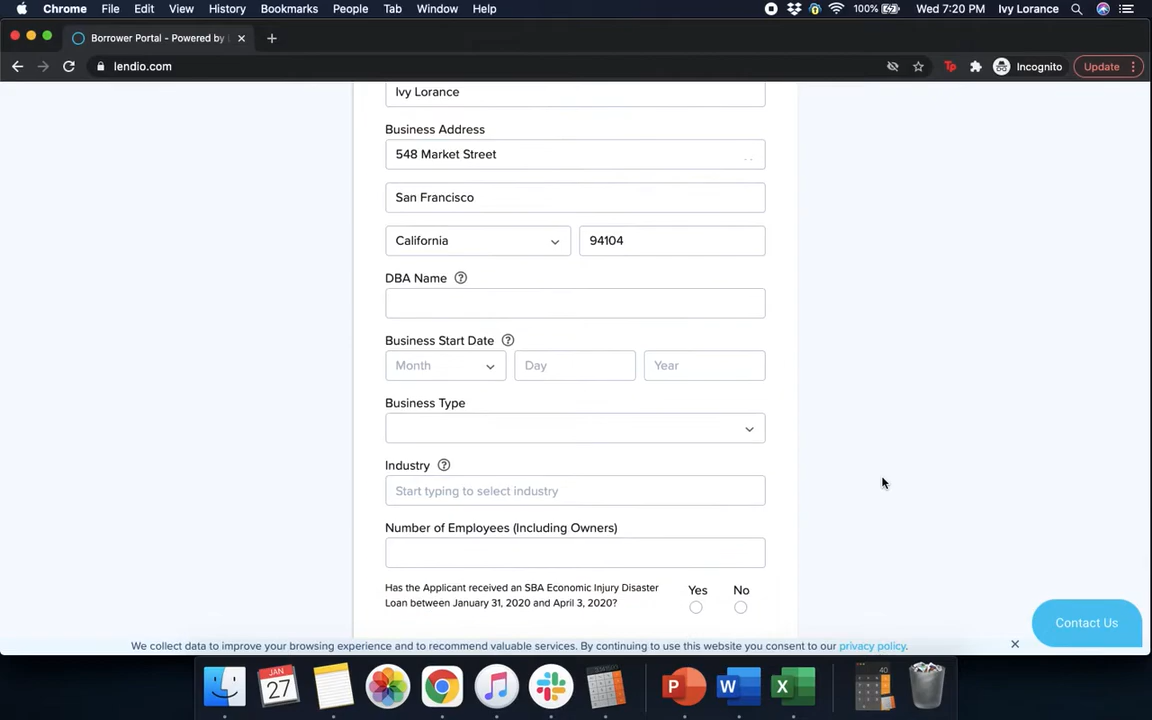 Chrome File Edit View History Bookmarks People Tab Window Help 100% Wed 7:20 PM Ivy Lorance
Borrower Portal - Powered by
lendio.com Incognito Update
Ivy Lorance
Business Address
548 Market Street
San Francisco
California 94104
DBA Name ?
Business Start Date ?
Month Day Year
Business Type
Industry ?
Start typing to select industry
Number of Employees (Including Owners)
Has the Applicant received an SBA Economic Injury Disaster Yes No
Loan between January 31, 2020 and April 3, 2020?
Contact Us
We collect data to improve your browsing experience and to recommend valuable services. By continuing to use this website you consent to our privacy policy.
JAN
27
P W X 40